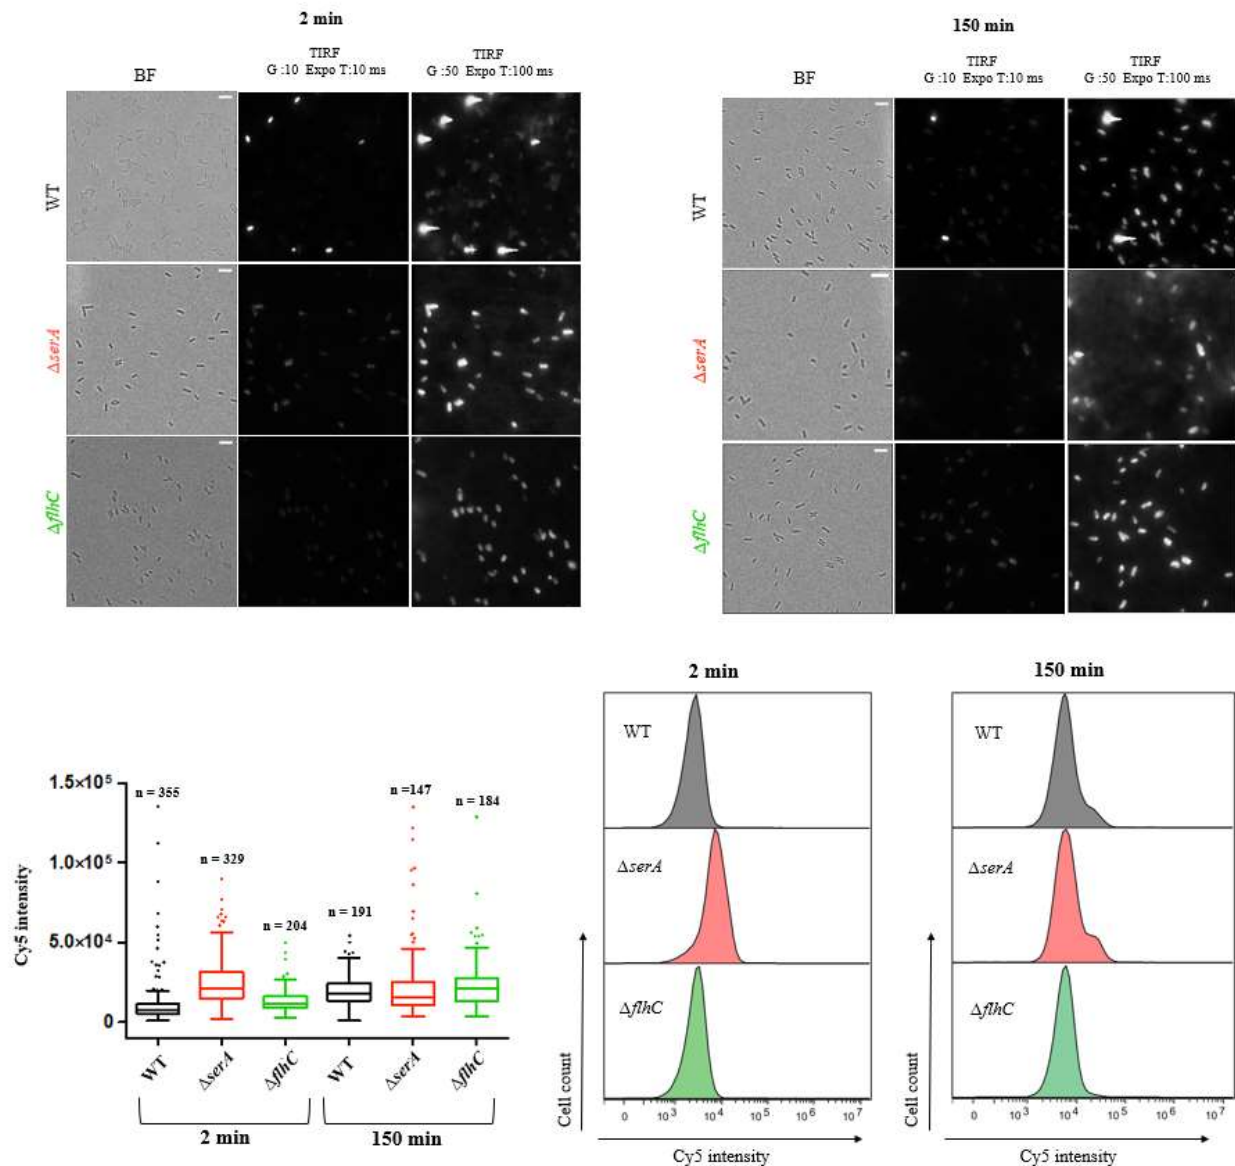 2 min
TIRF
BF
G :10 Expo T:10 ms
TIRF
G :50 Expo T:100 ms
WT
ΔserA
ΔflhC
150 min
TIRF
BF
G :10 Expo T:10 ms
TIRF
G :50 Expo T:100 ms
WT
ΔserA
ΔflhC
Cy5 intensity
1.5×10⁵
1.0×10⁵
5.0×10⁴
0
n = 355
n = 329
n = 204
n = 191
n =147
n = 184
WT
ΔserA
ΔflhC
WT
ΔserA
ΔflhC
2 min
150 min
2 min
WT
ΔserA
ΔflhC
Cell count
0 10³ 10⁴ 10⁵ 10⁶ 10⁷
Cy5 intensity
150 min
WT
ΔserA
ΔflhC
Cell count
0 10³ 10⁴ 10⁵ 10⁶ 10⁷
Cy5 intensity